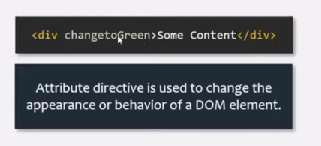 <div changetoGreen>Some Content</div>
Attribute directive is used to change the
appearance or behavior of a DOM element.